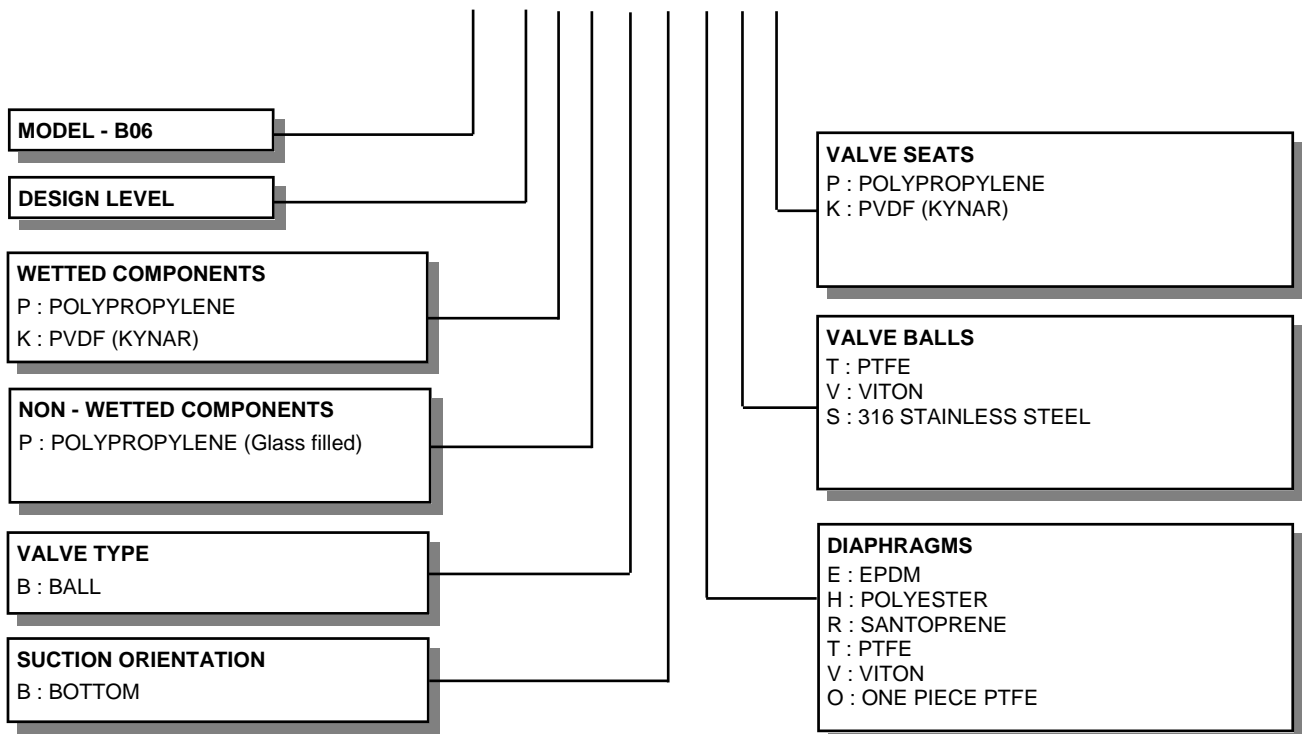 MODEL - B06
DESIGN LEVEL
WETTED COMPONENTS
P : POLYPROPYLENE
K : PVDF (KYNAR)
NON - WETTED COMPONENTS
P : POLYPROPYLENE (Glass filled)
VALVE TYPE
B : BALL
SUCTION ORIENTATION
B : BOTTOM
VALVE SEATS
P : POLYPROPYLENE
K : PVDF (KYNAR)
VALVE BALLS
T : PTFE
V : VITON
S : 316 STAINLESS STEEL
DIAPHRAGMS
E : EPDM
H : POLYESTER
R : SANTOPRENE
T : PTFE
V : VITON
O : ONE PIECE PTFE